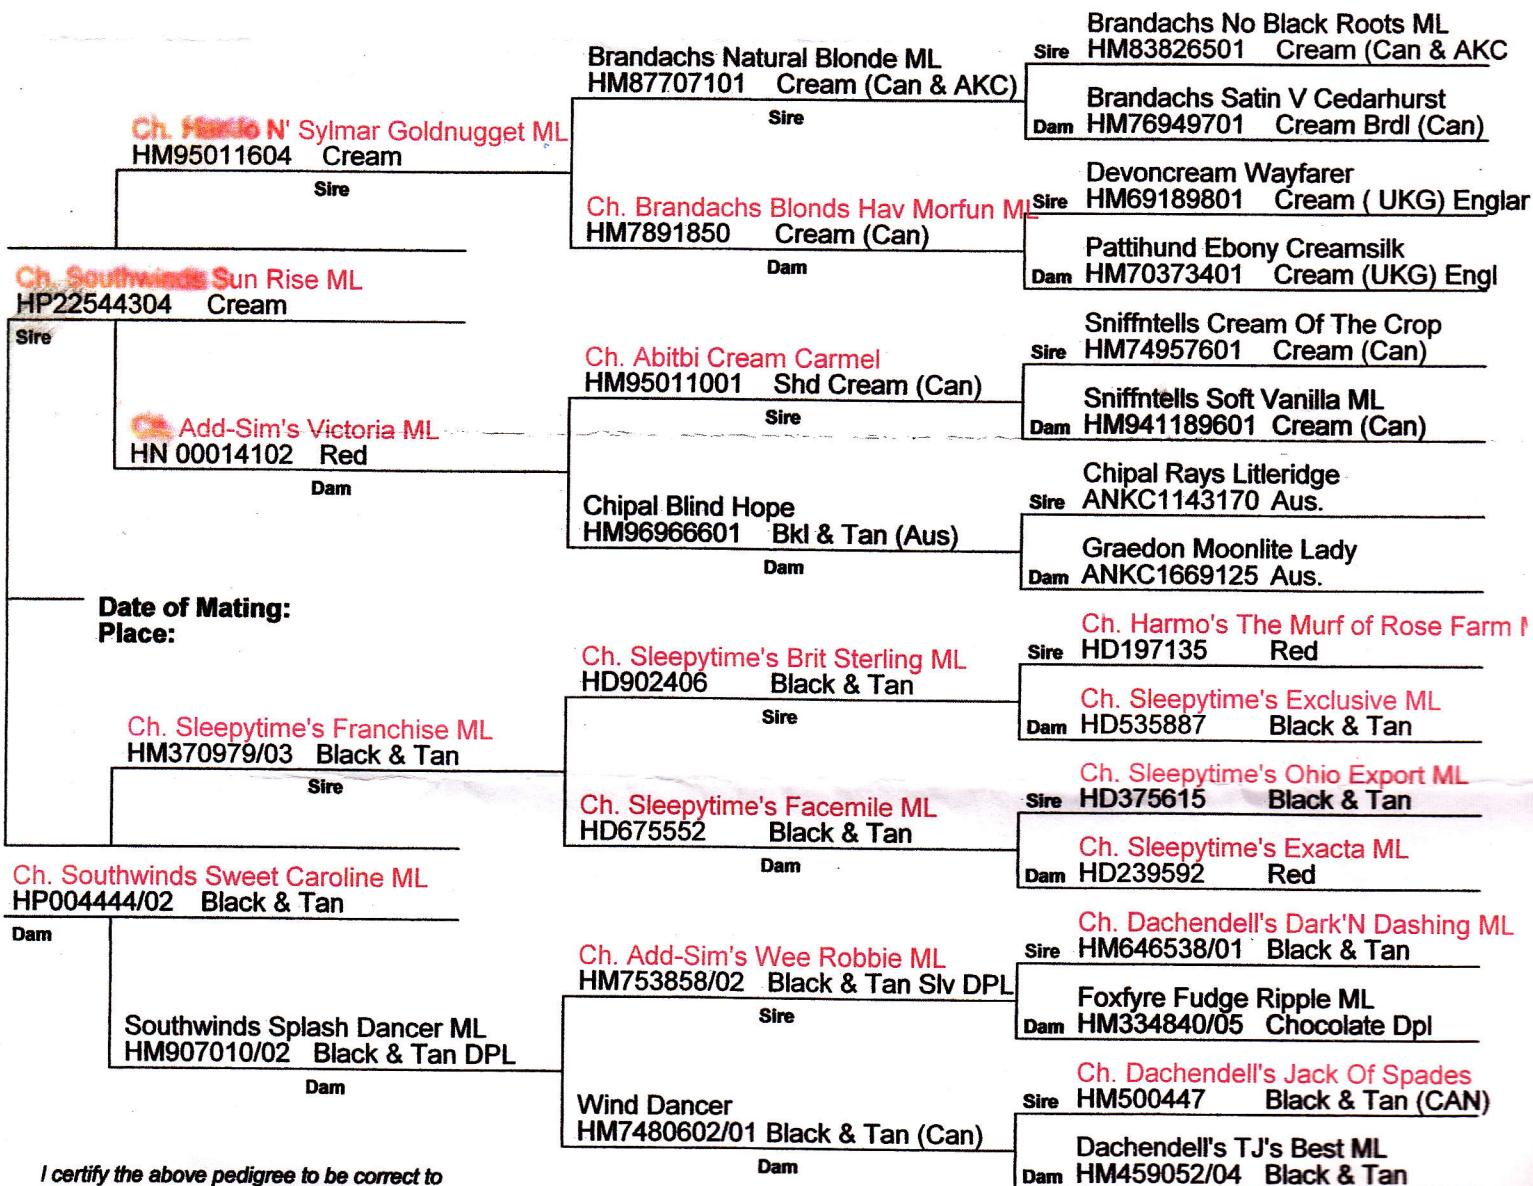 Ch. N' Sylmar Goldnugget ML
HM95011604 Cream
Sire
Ch. Southwinds Sun Rise ML
HP22544304 Cream
Sire
Add-Sim's Victoria ML
HN 00014102 Red
Dam
Date of Mating:
Place:
Ch. Sleepytime's Franchise ML
HM370979/03 Black & Tan
Sire
Ch. Southwinds Sweet Caroline ML
HP004444/02 Black & Tan
Dam
Southwinds Splash Dancer ML
HM907010/02 Black & Tan DPL
Dam
I certify the above pedigree to be correct to
Brandachs Natural Blonde ML
HM87707101 Cream (Can & AKC)
Sire
Ch. Brandachs Blonds Hav Morfun ML
HM7891850 Cream (Can)
Dam
Ch. Abitbi Cream Carmel
HM95011001 Shd Cream (Can)
Sire
Chipal Blind Hope
HM96966601 Bkl & Tan (Aus)
Dam
Ch. Sleepytime's Brit Sterling ML
HD902406 Black & Tan
Sire
Ch. Sleepytime's Facemile ML
HD675552 Black & Tan
Dam
Ch. Add-Sim's Wee Robbie ML
HM753858/02 Black & Tan Slv DPL
Sire
Wind Dancer
HM7480602/01 Black & Tan (Can)
Dam
Brandachs No Black Roots ML
Sire HM83826501 Cream (Can & AKC
Brandachs Satin V Cedarhurst
Dam HM76949701 Cream Brdl (Can)
Devoncream Wayfarer
Sire HM69189801 Cream ( UKG) Englar
Pattihund Ebony Creamsilk
Dam HM70373401 Cream (UKG) Engl
Sniffntells Cream Of The Crop
Sire HM74957601 Cream (Can)
Sniffntells Soft Vanilla ML
Dam HM941189601 Cream (Can)
Chipal Rays Litleridge
Sire ANKC1143170 Aus.
Graedon Moonlite Lady
Dam ANKC1669125 Aus.
Ch. Harmo's The Murf of Rose Farm
Sire HD197135 Red
Ch. Sleepytime's Exclusive ML
Dam HD535887 Black & Tan
Ch. Sleepytime's Ohio Export ML
Sire HD375615 Black & Tan
Ch. Sleepytime's Exacta ML
Dam HD239592 Red
Ch. Dachendell's Dark'N Dashing ML
Sire HM646538/01 Black & Tan
Foxfyre Fudge Ripple ML
Dam HM334840/05 Chocolate Dpl
Ch. Dachendell's Jack Of Spades
Sire HM500447 Black & Tan (CAN)
Dachendell's TJ's Best ML
Dam HM459052/04 Black & Tan